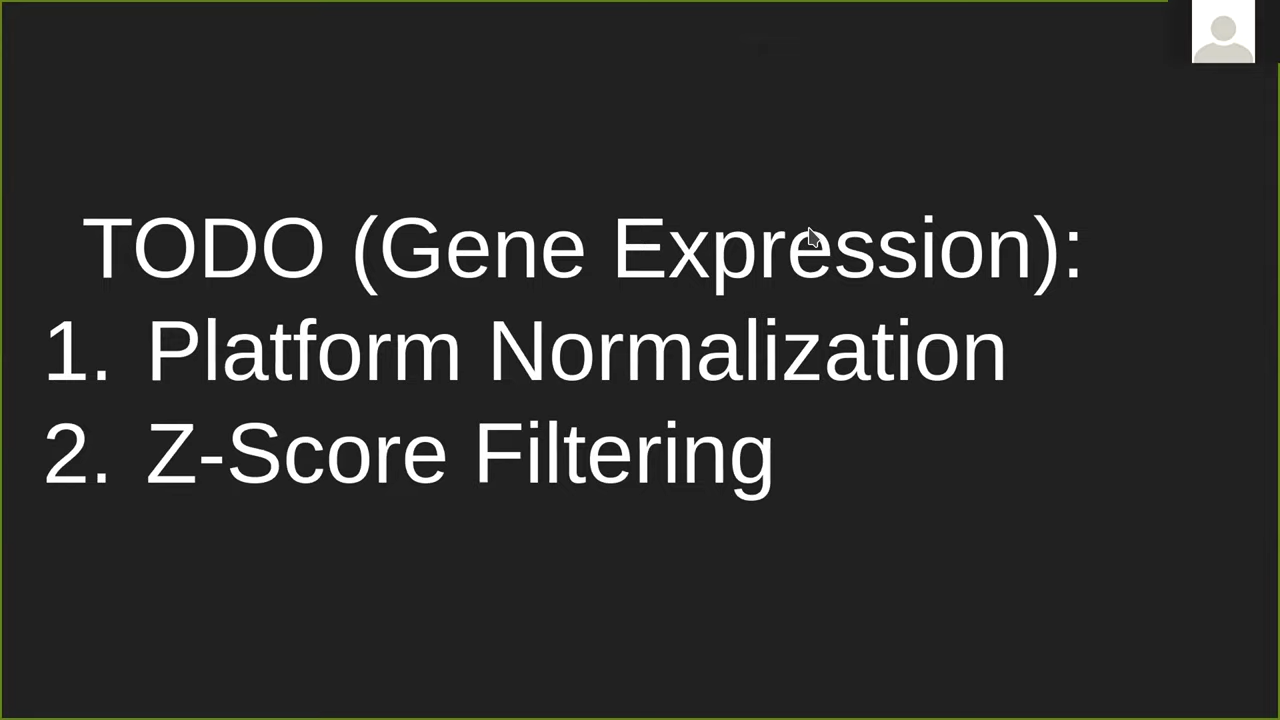 TODO (Gene Expression):
1. Platform Normalization
2. Z-Score Filtering